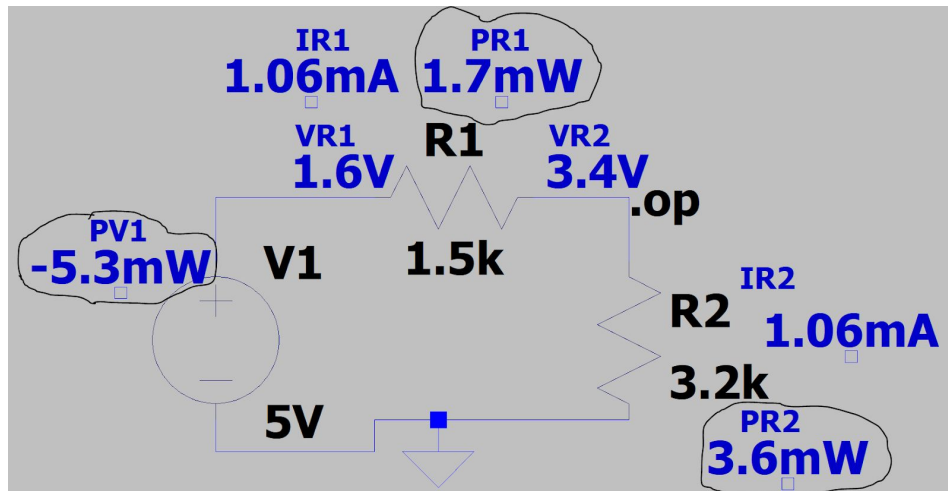 IR1
1.06mA
PR1
1.7mW
VR1
1.6V
R1
VR2
3.4V
.op
1.5k
PV1
-5.3mW
V1
5V
IR2
1.06mA
R2
3.2k
PR2
3.6mW